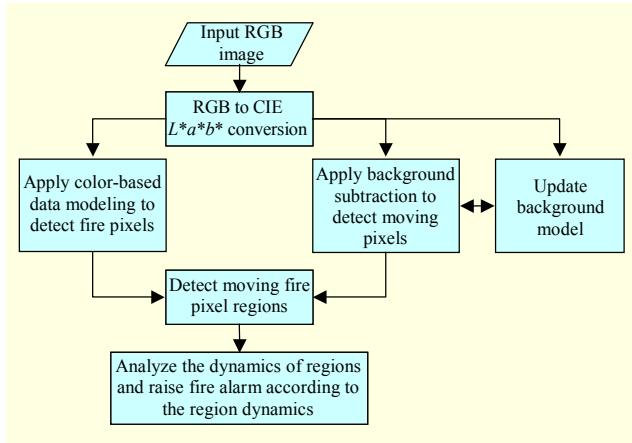 Input RGB
image
RGB to CIE
L*a*b* conversion
Apply color-based
data modeling to
detect fire pixels
Apply background
subtraction to
detect moving
pixels
Update
background
model
Detect moving fire
pixel regions
Analyze the dynamics of regions
and raise fire alarm according to
the region dynamics